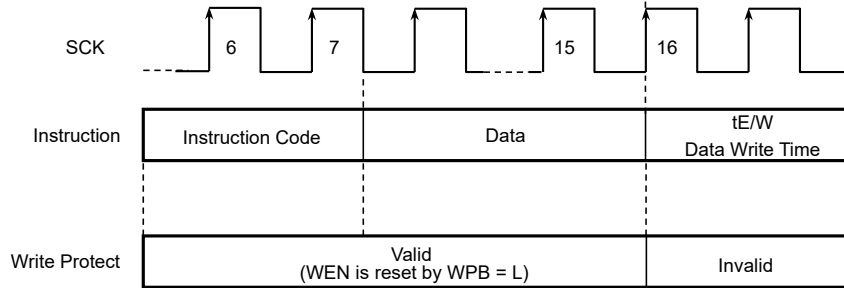 SCK
6
7
15
16
Instruction
Instruction Code
Data
tE/W
Data Write Time
Write Protect
Valid
(WEN is reset by WPB = L)
Invalid